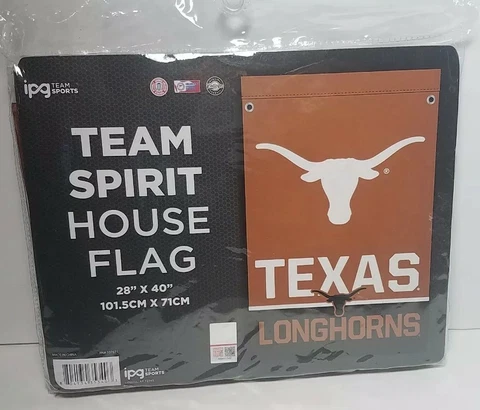 ipg TEAM SPORTS
TEAM
SPIRIT
HOUSE
FLAG
28" X 40"
101.5CM X 71CM
TEXAS
LONGHORNS
ipg TEAM SPORTS